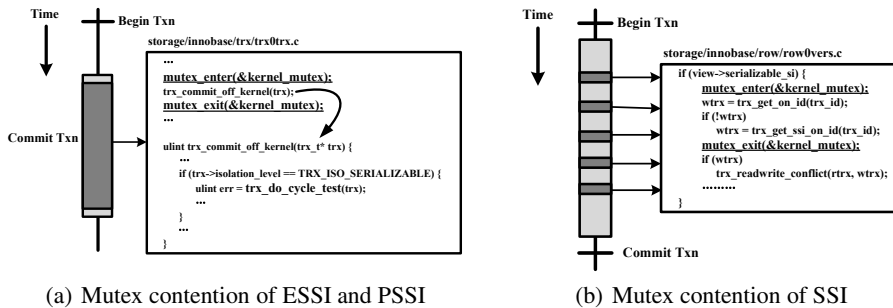 Time
Begin Txn
Commit Txn
storage/innobase/trx/trx0trx.c
...
mutex_enter(&kernel_mutex);
trx_commit_off_kernel(trx);
mutex_exit(&kernel_mutex);
...
ulint trx_commit_off_kernel(trx_t* trx) {
...
if (trx->isolation_level == TRX_ISO_SERIALIZABLE) {
ulint err = trx_do_cycle_test(trx);
...
}
...
}
(a) Mutex contention of ESSI and PSSI
Time
Begin Txn
storage/innobase/row/row0vers.c
if (view->serializable_si) {
mutex_enter(&kernel_mutex);
wtrx = trx_get_on_id(trx_id);
if (!wtrx)
wtrx = trx_get_ssi_on_id(trx_id);
mutex_exit(&kernel_mutex);
if (wtrx)
trx_readwrite_conflict(rtrx, wtrx);
.........
}
Commit Txn
(b) Mutex contention of SSI